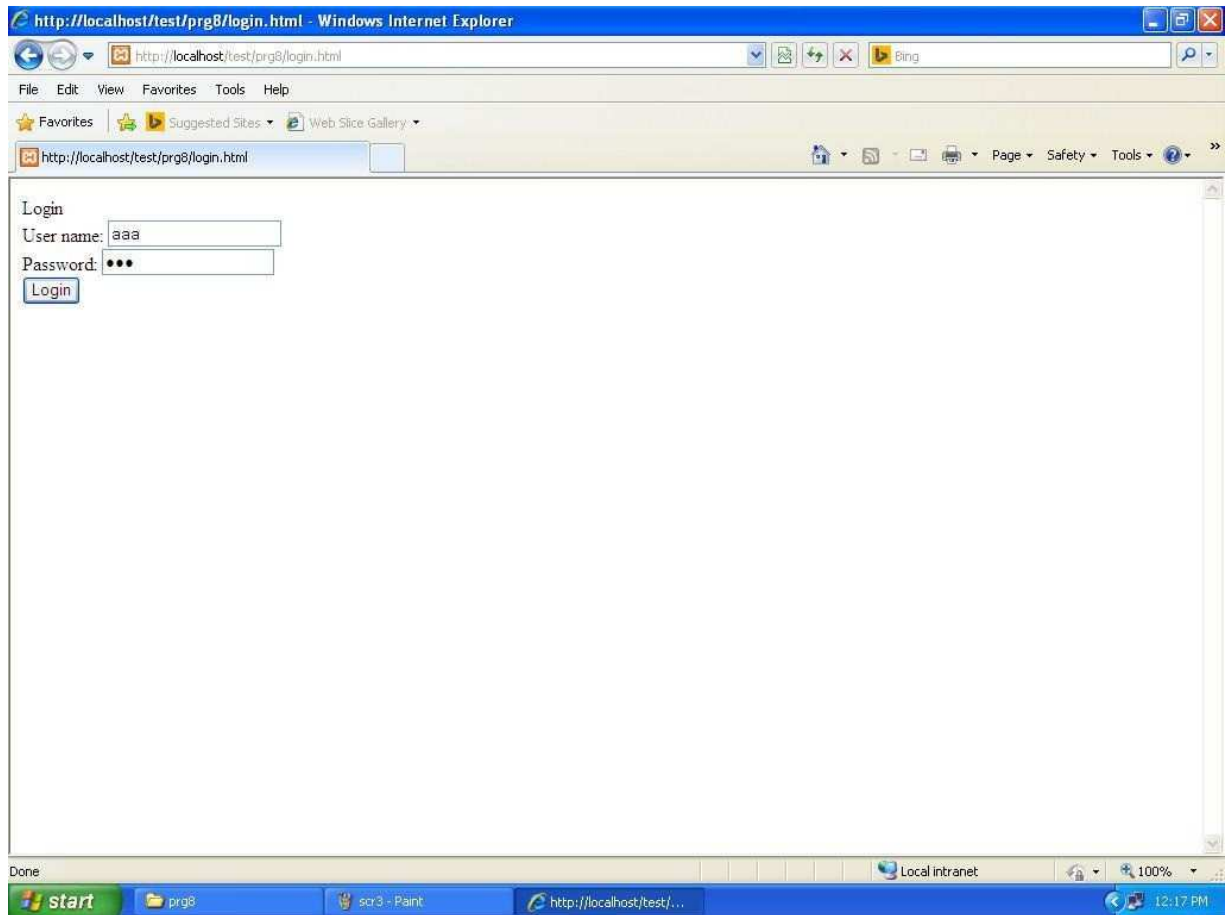 http://localhost/test/prg8/login.html - Windows Internet Explorer
http://localhost/test/prg8/login.html
Bing
File Edit View Favorites Tools Help
Favorites Suggested Sites Web Slice Gallery
http://localhost/test/prg8/login.html
Page Safety Tools »
Login
User name: aaa
Password: •••
Login
Done
Local intranet
100%
start
prg8
scr3 - Paint
http://localhost/test/...
12:17 PM